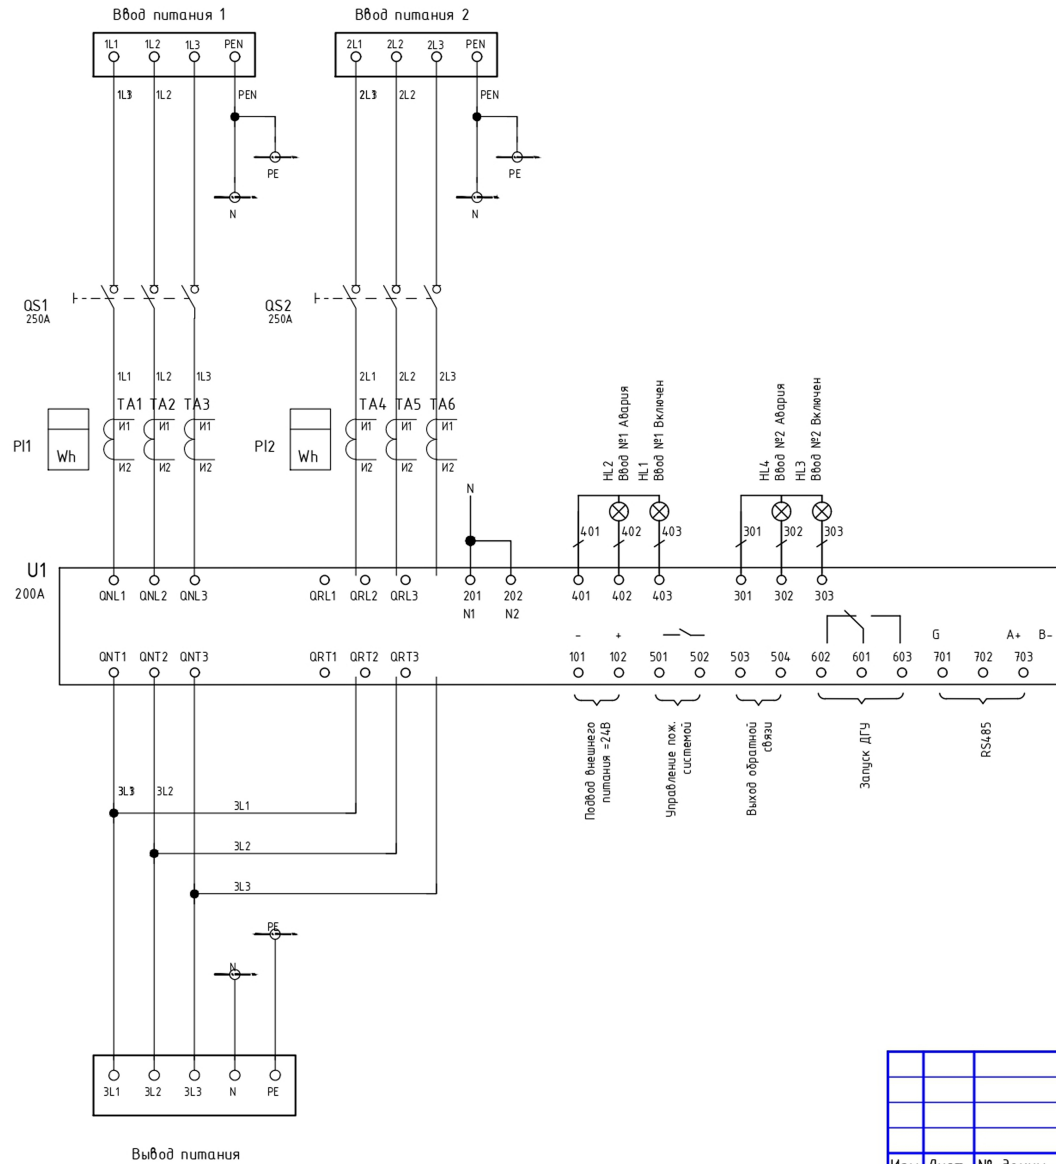 Ввод питания 1 Ввод питания 2
1L1 1L2 1L3 PEN 2L1 2L2 2L3 PEN
1L2 PEN 2L2 PEN
PE PE
N N
QS1 QS2
250A 250A
1L1 1L2 1L3 2L1 2L2 2L3
TA1 TA2 TA3 TA4 TA5 TA6
И1 И1 И1 И1 И1 И1
PI1 Wh PI2 Wh
И2 И2 И2 И2 И2 И2
HL2 Ввод №1 Авария
HL1 Ввод №1 Включен
HL4 Ввод №2 Авария
HL3 Ввод №2 Включен
N
401 402 403 301 302 303
U1
200A
QNL1 QNL2 QNL3 QRL1 QRL2 QRL3 201 202 401 402 403 301 302 303
N1 N2
- + G A+ B-
QNT1 QNT2 QNT3 QRT1 QRT2 QRT3 101 102 501 502 503 504 602 601 603 701 702 703
Подвод внешнего
питания =24В
Управление пож.
системой
Выход обратной
связи
Запуск ДГУ
RS485
3L2
3L1
3L2
3L3
PE
N
3L1 3L2 3L3 N PE
Вывод питания